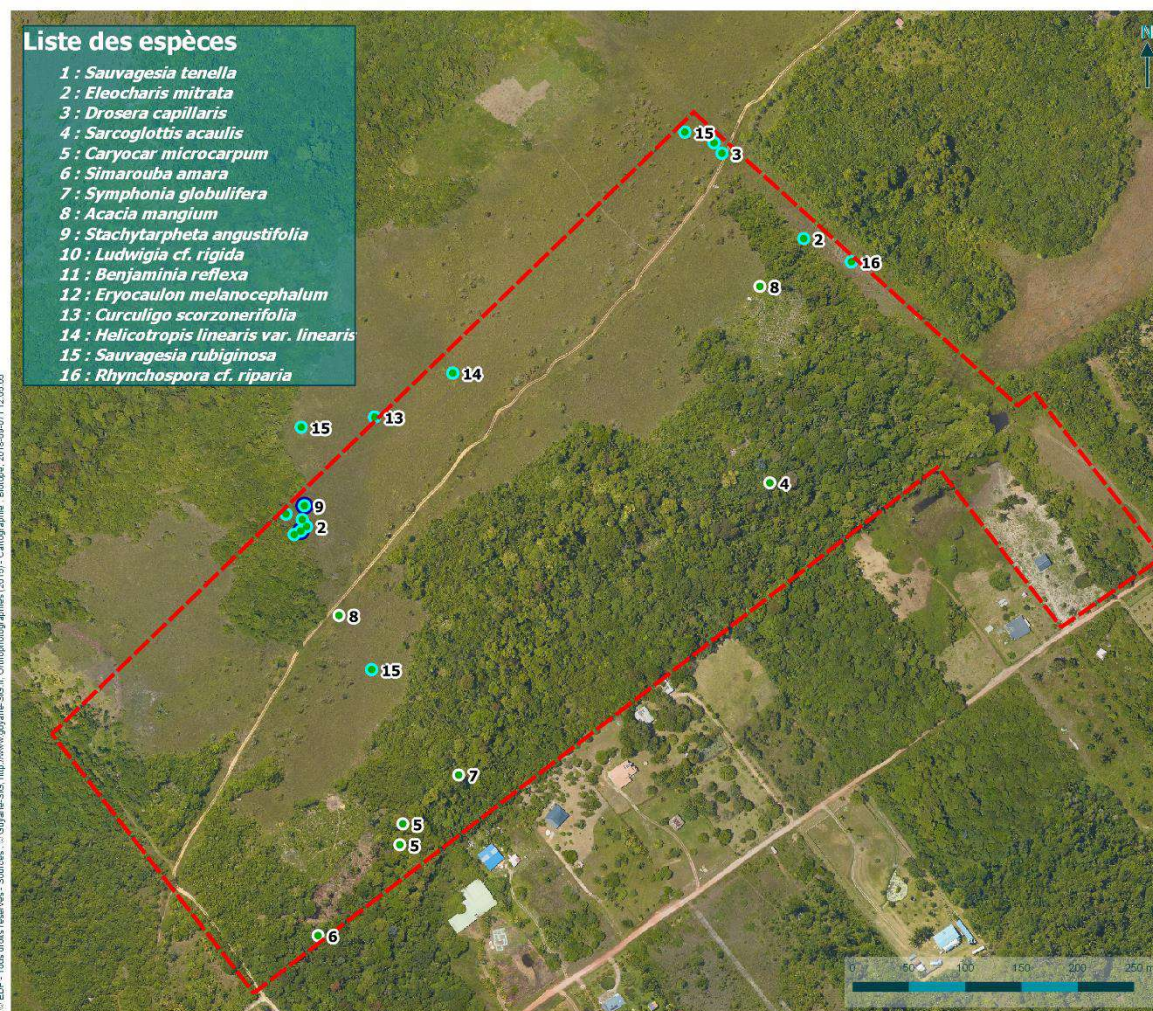 Liste des espèces
1 : Sauvagesia tenella
2 : Eleocharis mitrata
3 : Drosera capillaris
4 : Sarcoglottis acaulis
5 : Caryocar microcarpum
6 : Simarouba amara
7 : Symphonia globulifera
8 : Acacia mangium
9 : Stachytarpheta angustifolia
10 : Ludwigia cf. rigida
11 : Benjaminia reflexa
12 : Eryocaulon melanocephalum
13 : Curculigo scorzonerifolia
14 : Helicotropis linearis var. linearis
15 : Sauvagesia rubiginosa
16 : Rhynchospora cf. riparia
N
15
3
2
16
8
14
13
15
4
9
2
8
15
7
5
5
6
0 50 100 150 200 250 m